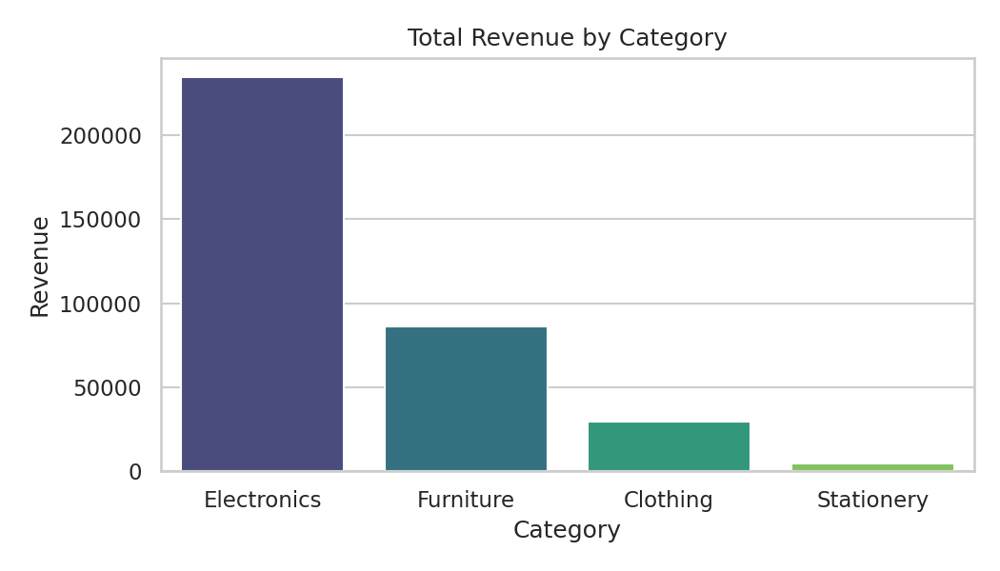 Total Revenue by Category
Revenue
200000
150000
100000
50000
0
Electronics Furniture Clothing Stationery
Category